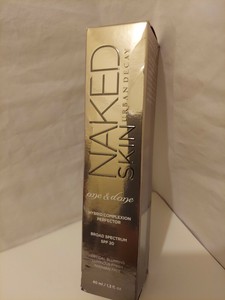 NAKED
SKIN
URBAN DECAY
one & done
HYBRID COMPLEXION
PERFECTOR
BROAD SPECTRUM
SPF 20